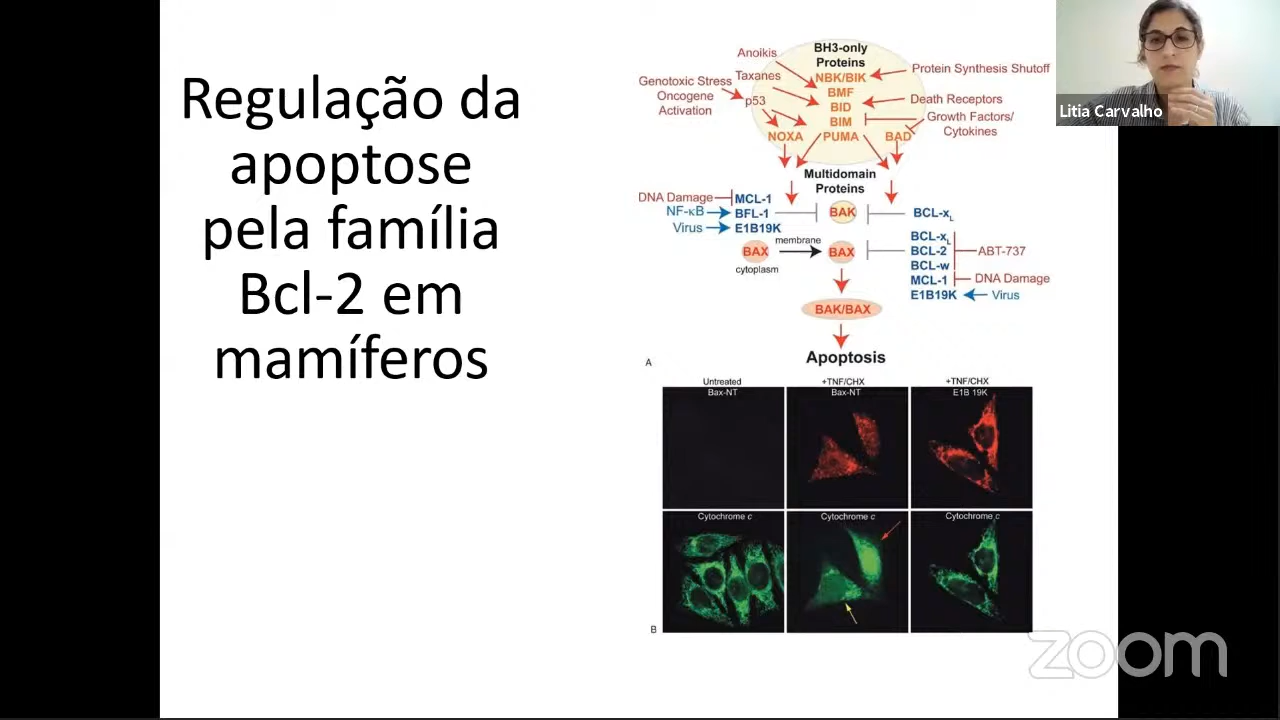 Regulação da
apoptose
pela família
Bcl-2 em
mamíferos
BH3-only
Proteins
Anoikis
NBK/BIK
Protein Synthesis Shutoff
Taxanes
Genotoxic Stress
BMF
Oncogene
Activation
p53
BID
Death Receptors
BIM
Growth Factors/
Cytokines
NOXA
PUMA
BAD
Multidomain
Proteins
DNA Damage
MCL-1
NF-κB
BFL-1
BAK
BCL-xL
Virus
E1B19K
BAX
membrane
BAX
cytoplasm
BCL-xL
BCL-2
ABT-737
BCL-w
MCL-1
DNA Damage
E1B19K
Virus
BAK/BAX
Apoptosis
A
Untreated
Bax-NT
+TNF/CHX
Bax-NT
+TNF/CHX
E1B 19K
Cytochrome c
Cytochrome c
Cytochrome c
B
Litia Carvalho
zoom